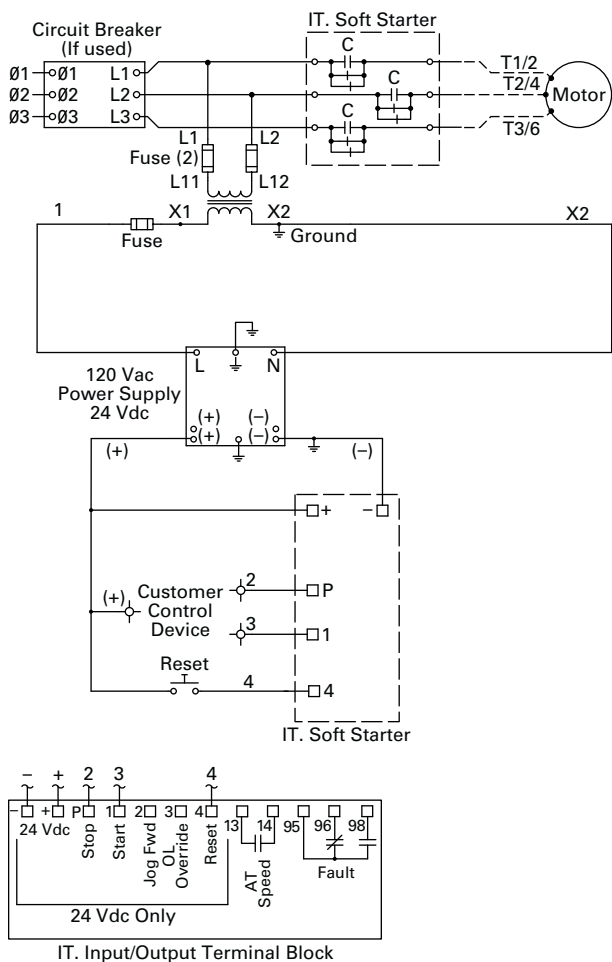 IT. Soft Starter
Circuit Breaker
(If used)
C
T1/2
Ø1 Ø1 L1
C
T2/4
Motor
Ø2 Ø2 L2
Ø3 Ø3 L3
C
T3/6
L1 L2
Fuse (2)
L11 L12
1 X1 X2 X2
Fuse
Ground
L N
120 Vac
Power Supply
24 Vdc
(+) (–)
(+) (–)
(+) (–)
+ –
2 P
(+) Customer
Control
Device
3 1
Reset
4 4
IT. Soft Starter
– + 2 3 4
– + P 1 2 3 4 13 14 95 96 98
24 Vdc
Stop
Start
Jog Fwd
OL
Override
Reset
AT
Speed
Fault
24 Vdc Only
IT. Input/Output Terminal Block